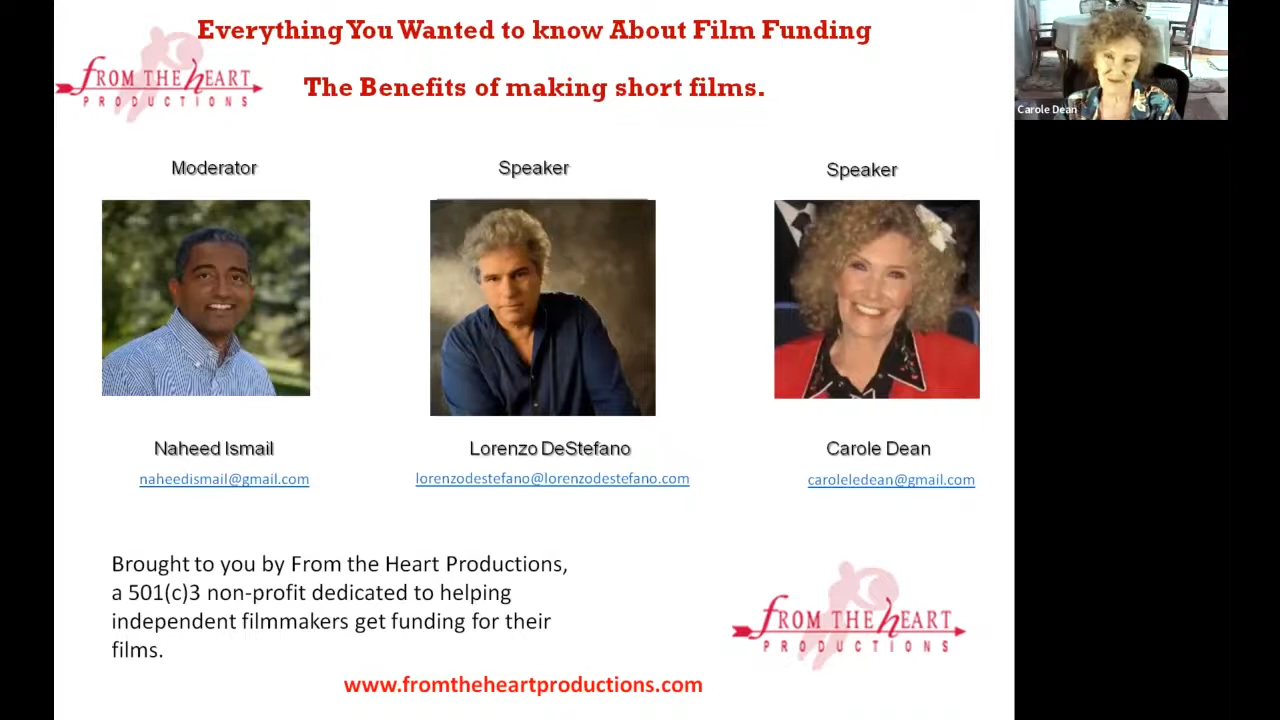 Everything You Wanted to know About Film Funding
FROM THE heART
PRODUCTIONS
The Benefits of making short films.
Carole Dean
Moderator
Speaker
Speaker
Naheed Ismail
Lorenzo DeStefano
Carole Dean
naheedismail@gmail.com
lorenzodestefano@lorenzodestefano.com
caroleledean@gmail.com
Brought to you by From the Heart Productions,
a 501(c)3 non-profit dedicated to helping
independent filmmakers get funding for their
films.
FROM THE heART
PRODUCTIONS
www.fromtheheartproductions.com